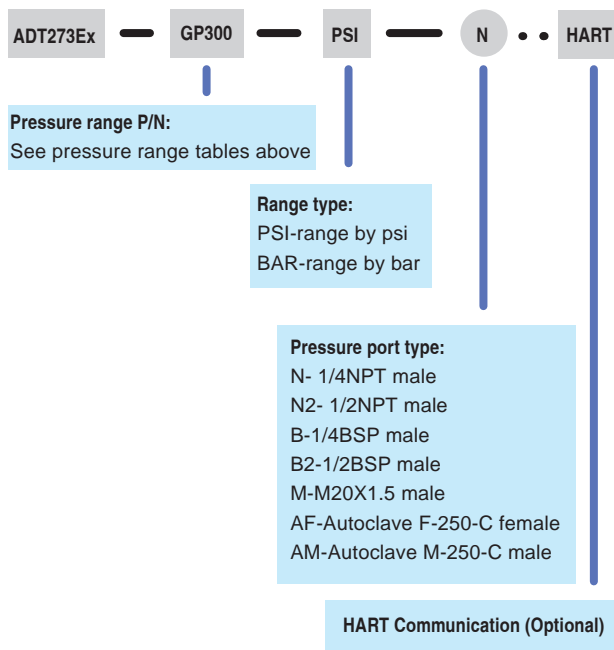 ADT273Ex GP300 PSI N HART
Pressure range P/N:
See pressure range tables above
Range type:
PSI-range by psi
BAR-range by bar
Pressure port type:
N- 1/4NPT male
N2- 1/2NPT male
B-1/4BSP male
B2-1/2BSP male
M-M20X1.5 male
AF-Autoclave F-250-C female
AM-Autoclave M-250-C male
HART Communication (Optional)